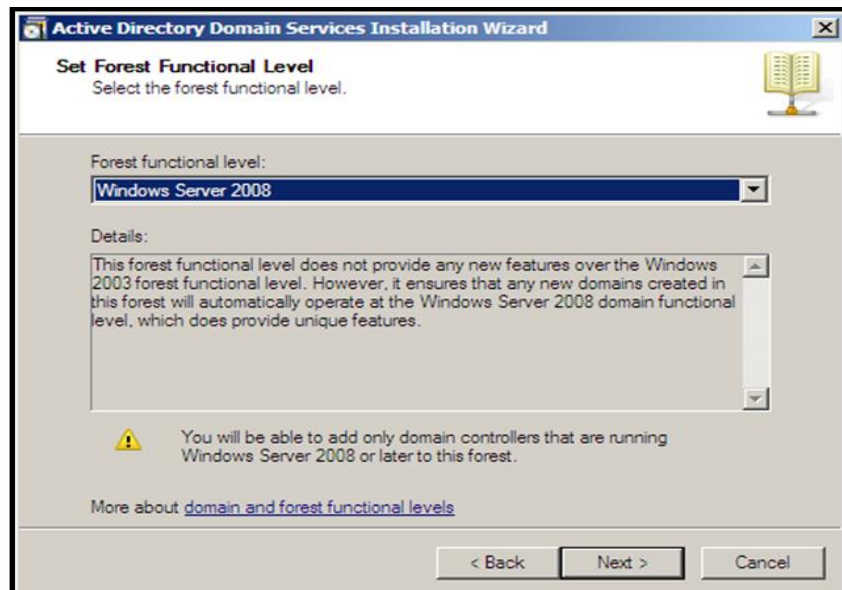 Active Directory Domain Services Installation Wizard
Set Forest Functional Level
Select the forest functional level.
Forest functional level:
Windows Server 2008
Details:
This forest functional level does not provide any new features over the Windows
2003 forest functional level. However, it ensures that any new domains created in
this forest will automatically operate at the Windows Server 2008 domain functional
level, which does provide unique features.
You will be able to add only domain controllers that are running
Windows Server 2008 or later to this forest.
More about domain and forest functional levels
< Back Next > Cancel